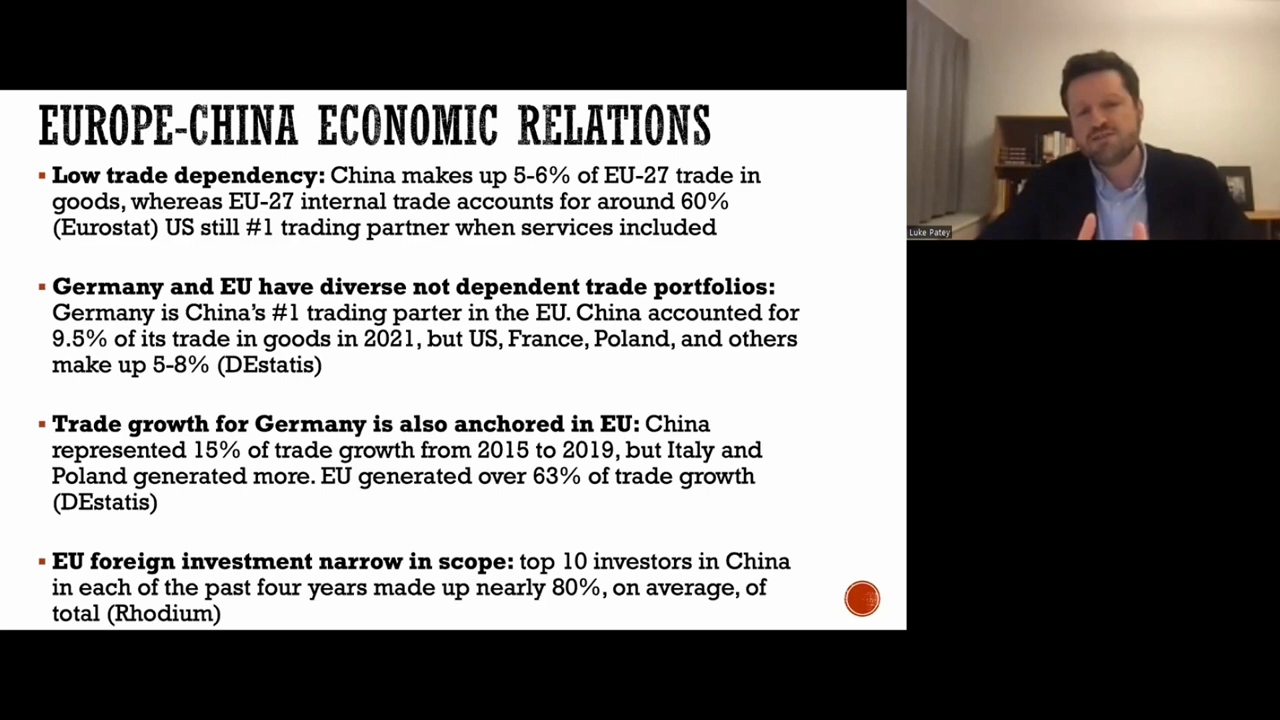 EUROPE-CHINA ECONOMIC RELATIONS
▪ Low trade dependency: China makes up 5-6% of EU-27 trade in
goods, whereas EU-27 internal trade accounts for around 60%
(Eurostat) US still #1 trading partner when services included
▪ Germany and EU have diverse not dependent trade portfolios:
Germany is China’s #1 trading parter in the EU. China accounted for
9.5% of its trade in goods in 2021, but US, France, Poland, and others
make up 5-8% (DEstatis)
▪ Trade growth for Germany is also anchored in EU: China
represented 15% of trade growth from 2015 to 2019, but Italy and
Poland generated more. EU generated over 63% of trade growth
(DEstatis)
▪ EU foreign investment narrow in scope: top 10 investors in China
in each of the past four years made up nearly 80%, on average, of
total (Rhodium)
Luke Patey